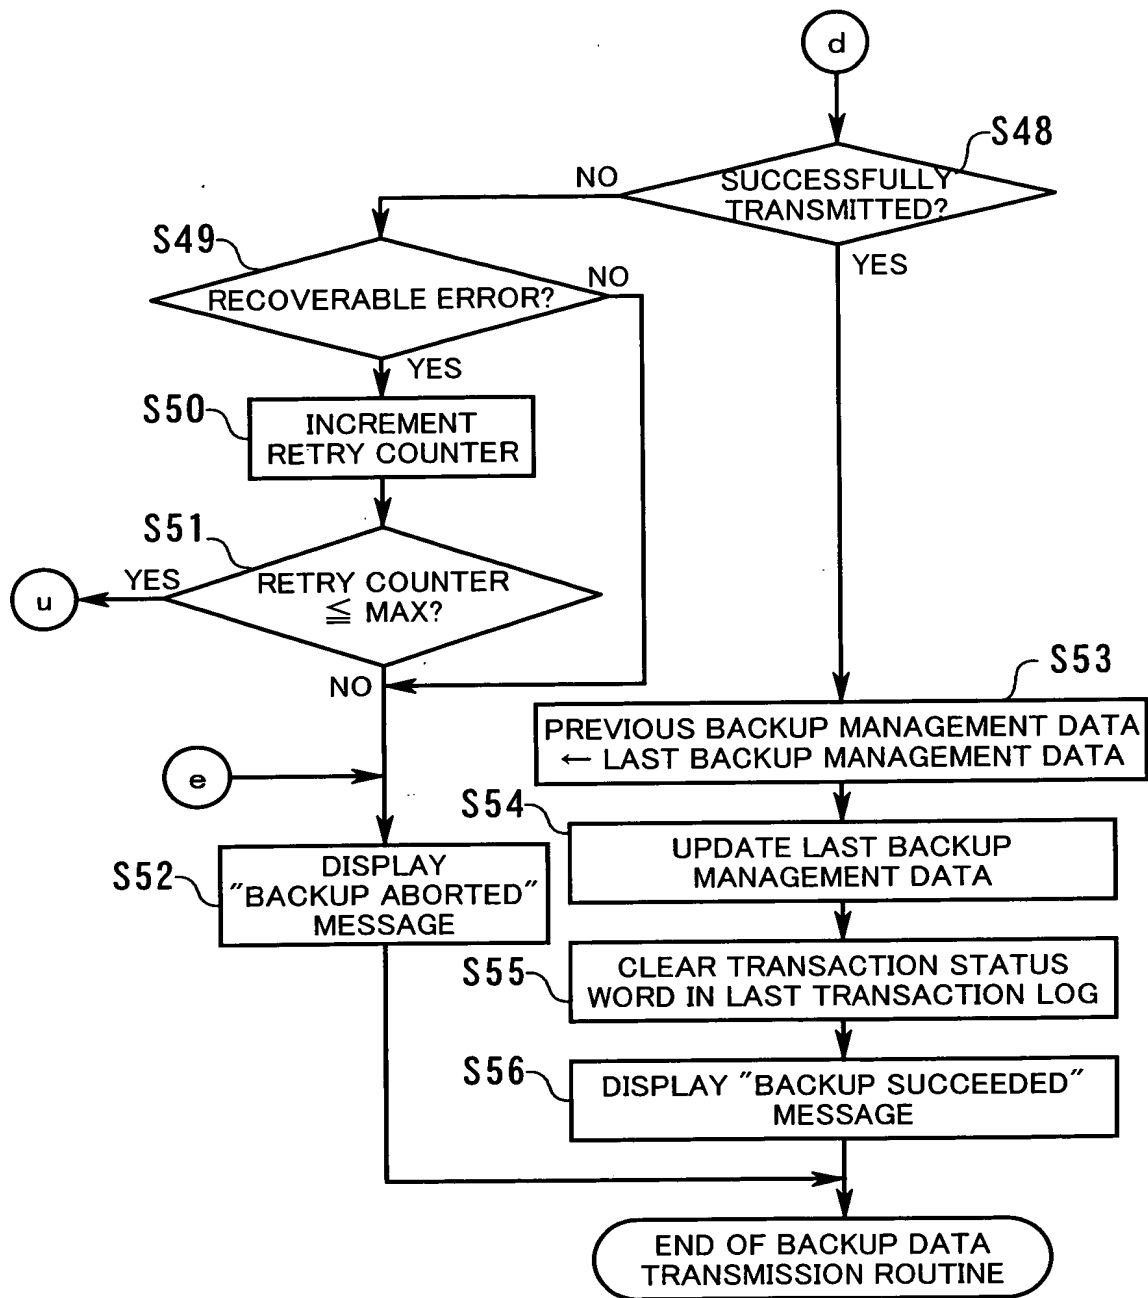 d
S48
SUCCESSFULLY
TRANSMITTED?
NO
YES
S49
RECOVERABLE ERROR?
NO
YES
S50
INCREMENT
RETRY COUNTER
S51
RETRY COUNTER
≦ MAX?
YES
u
NO
e
S52
DISPLAY
"BACKUP ABORTED"
MESSAGE
S53
PREVIOUS BACKUP MANAGEMENT DATA
← LAST BACKUP MANAGEMENT DATA
S54
UPDATE LAST BACKUP
MANAGEMENT DATA
S55
CLEAR TRANSACTION STATUS
WORD IN LAST TRANSACTION LOG
S56
DISPLAY "BACKUP SUCCEEDED"
MESSAGE
END OF BACKUP DATA
TRANSMISSION ROUTINE